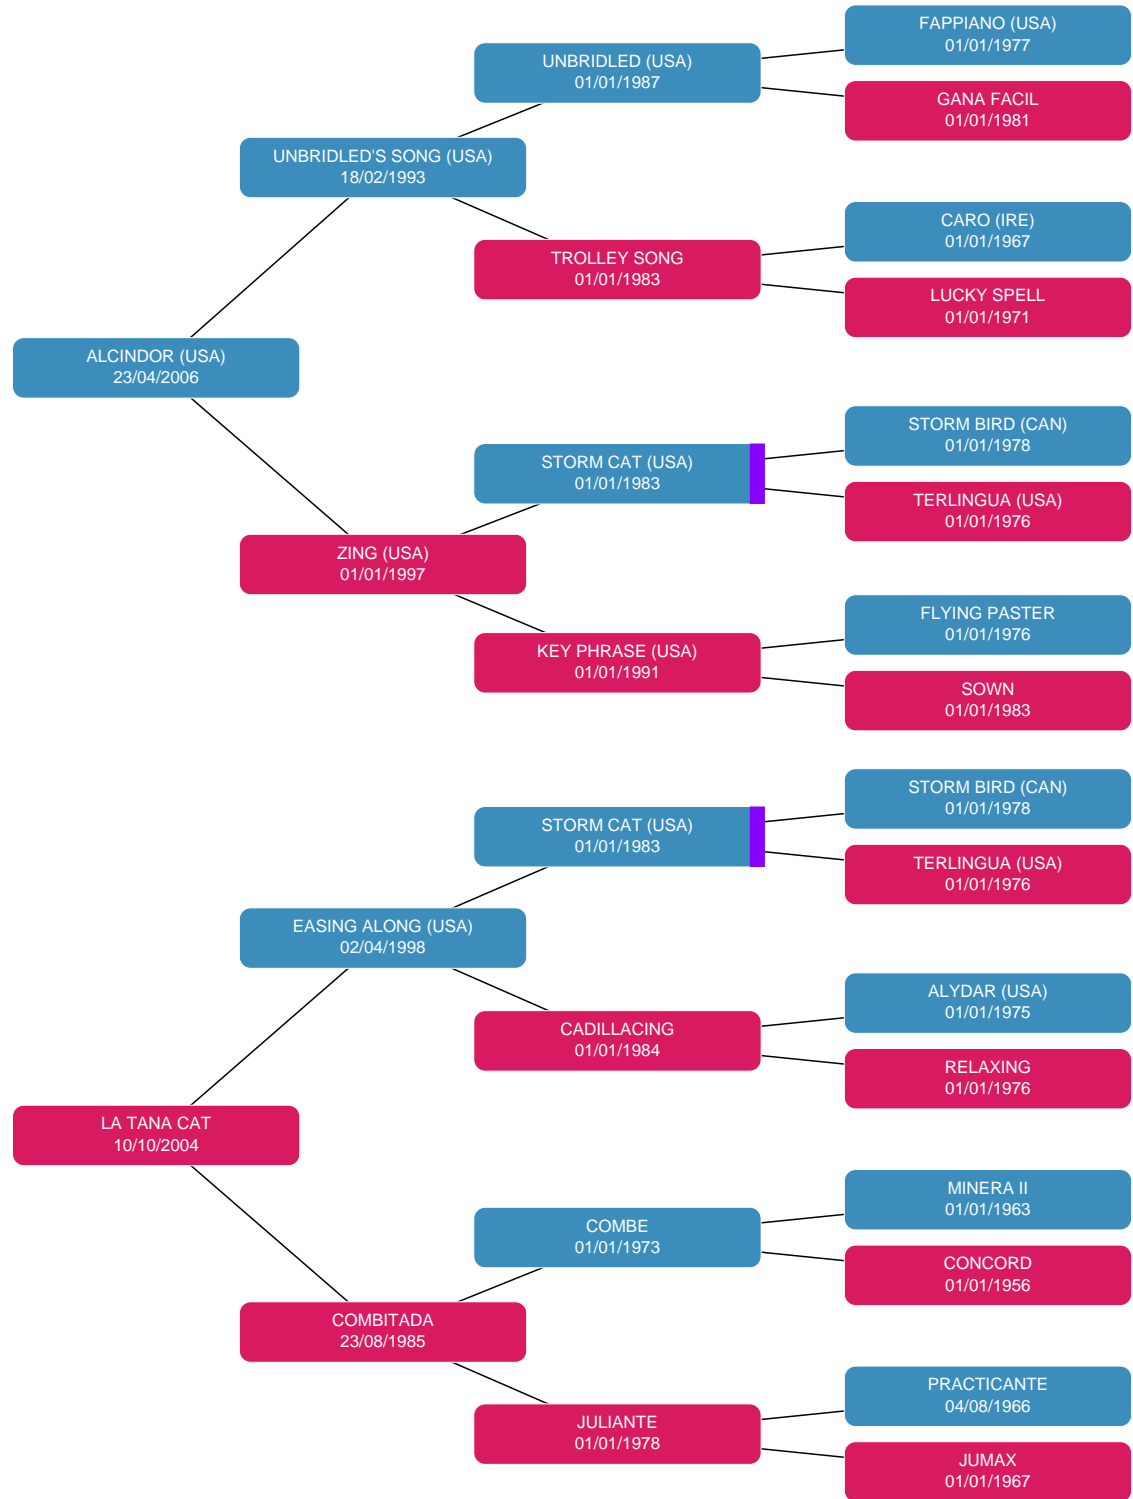 FAPPIANO (USA)
01/01/1977
UNBRIDLED (USA)
01/01/1987
GANA FACIL
01/01/1981
UNBRIDLED'S SONG (USA)
18/02/1993
CARO (IRE)
01/01/1967
TROLLEY SONG
01/01/1983
LUCKY SPELL
01/01/1971
ALCINDOR (USA)
23/04/2006
STORM BIRD (CAN)
01/01/1978
STORM CAT (USA)
01/01/1983
TERLINGUA (USA)
01/01/1976
ZING (USA)
01/01/1997
FLYING PASTER
01/01/1976
KEY PHRASE (USA)
01/01/1991
SOWN
01/01/1983
STORM BIRD (CAN)
01/01/1978
STORM CAT (USA)
01/01/1983
TERLINGUA (USA)
01/01/1976
EASING ALONG (USA)
02/04/1998
ALYDAR (USA)
01/01/1975
CADILLACING
01/01/1984
RELAXING
01/01/1976
LA TANA CAT
10/10/2004
MINERA II
01/01/1963
COMBE
01/01/1973
CONCORD
01/01/1956
COMBITADA
23/08/1985
PRACTICANTE
04/08/1966
JULIANTE
01/01/1978
JUMAX
01/01/1967